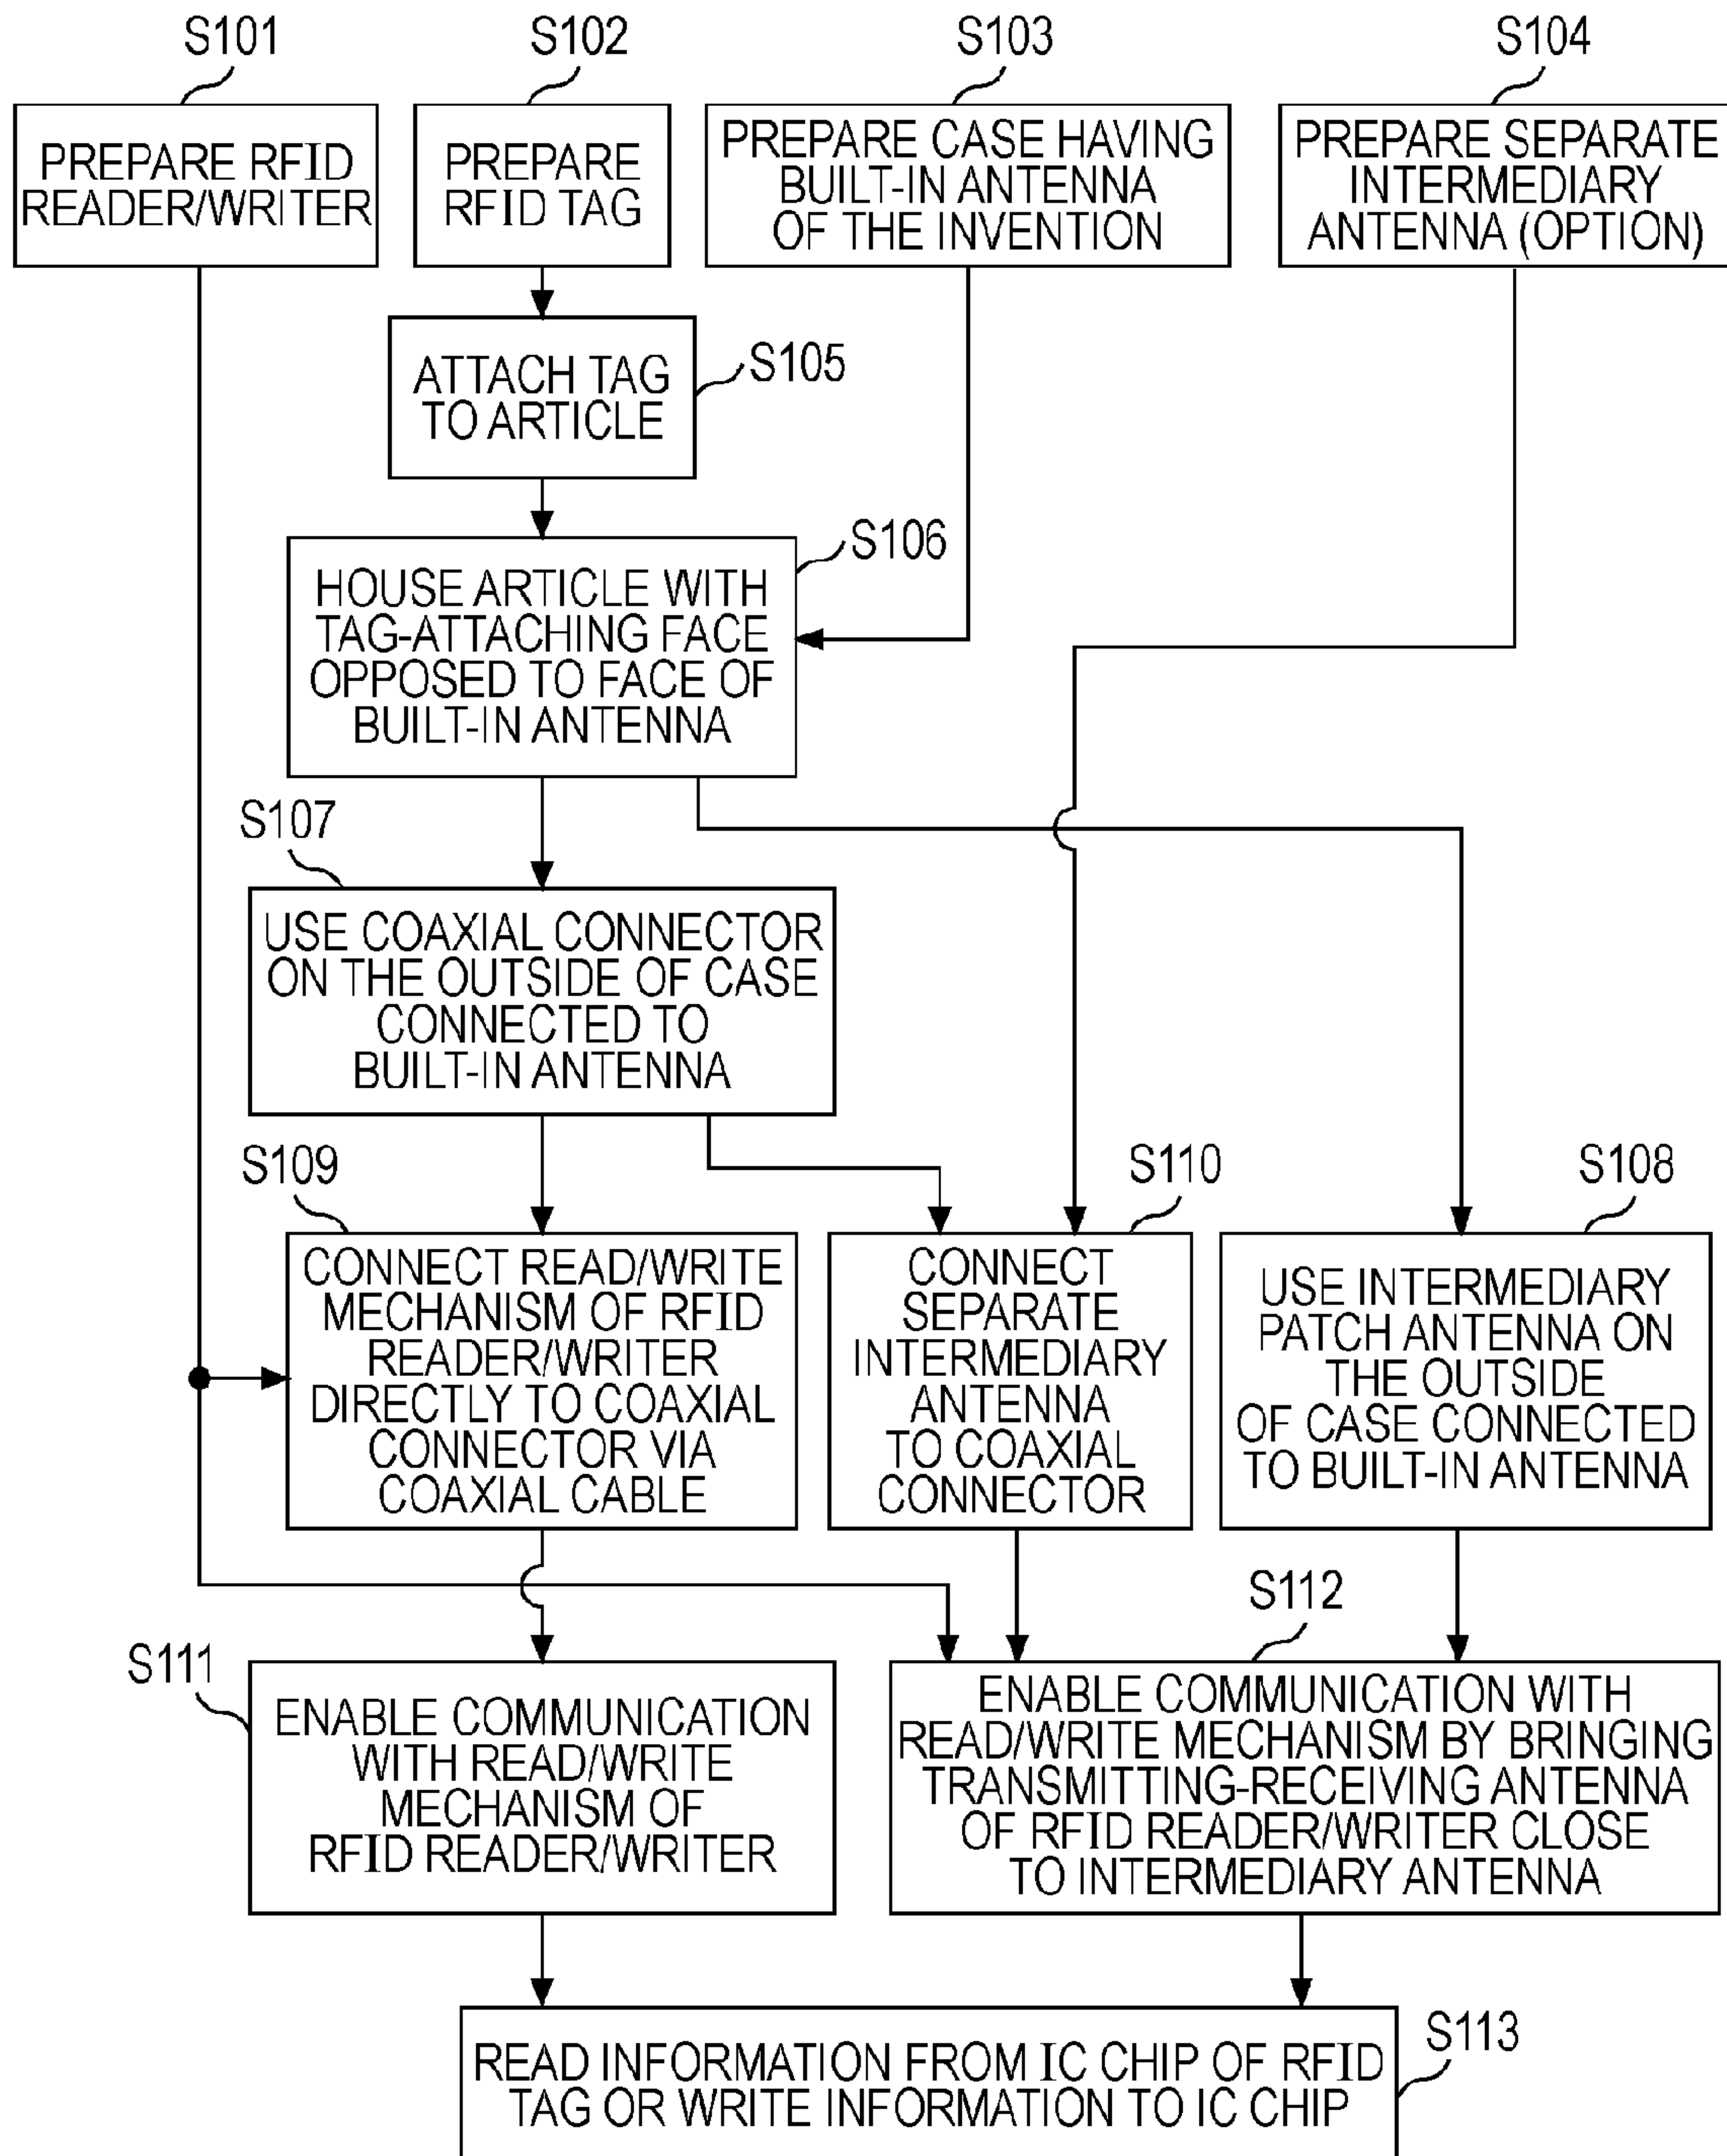 S101
S102
S103
S104
PREPARE RFID
READER/WRITER
PREPARE
RFID TAG
PREPARE CASE HAVING
BUILT-IN ANTENNA
OF THE INVENTION
PREPARE SEPARATE
INTERMEDIARY
ANTENNA (OPTION)
ATTACH TAG
TO ARTICLE
S105
HOUSE ARTICLE WITH
TAG-ATTACHING FACE
OPPOSED TO FACE OF
BUILT-IN ANTENNA
S106
S107
USE COAXIAL CONNECTOR
ON THE OUTSIDE OF CASE
CONNECTED TO
BUILT-IN ANTENNA
S109
CONNECT READ/WRITE
MECHANISM OF RFID
READER/WRITER
DIRECTLY TO COAXIAL
CONNECTOR VIA
COAXIAL CABLE
S110
CONNECT
SEPARATE
INTERMEDIARY
ANTENNA
TO COAXIAL
CONNECTOR
S108
USE INTERMEDIARY
PATCH ANTENNA ON
THE OUTSIDE
OF CASE CONNECTED
TO BUILT-IN ANTENNA
S111
ENABLE COMMUNICATION
WITH READ/WRITE
MECHANISM OF
RFID READER/WRITER
S112
ENABLE COMMUNICATION WITH
READ/WRITE MECHANISM BY BRINGING
TRANSMITTING-RECEIVING ANTENNA
OF RFID READER/WRITER CLOSE
TO INTERMEDIARY ANTENNA
S113
READ INFORMATION FROM IC CHIP OF RFID
TAG OR WRITE INFORMATION TO IC CHIP